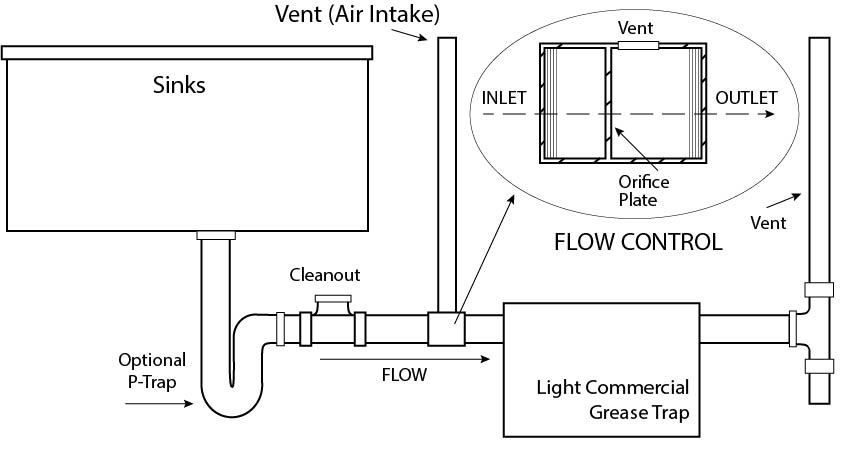 Vent (Air Intake)
Sinks
Vent
INLET
OUTLET
Orifice
Plate
Vent
FLOW CONTROL
Cleanout
Optional
P-Trap
FLOW
Light Commercial
Grease Trap